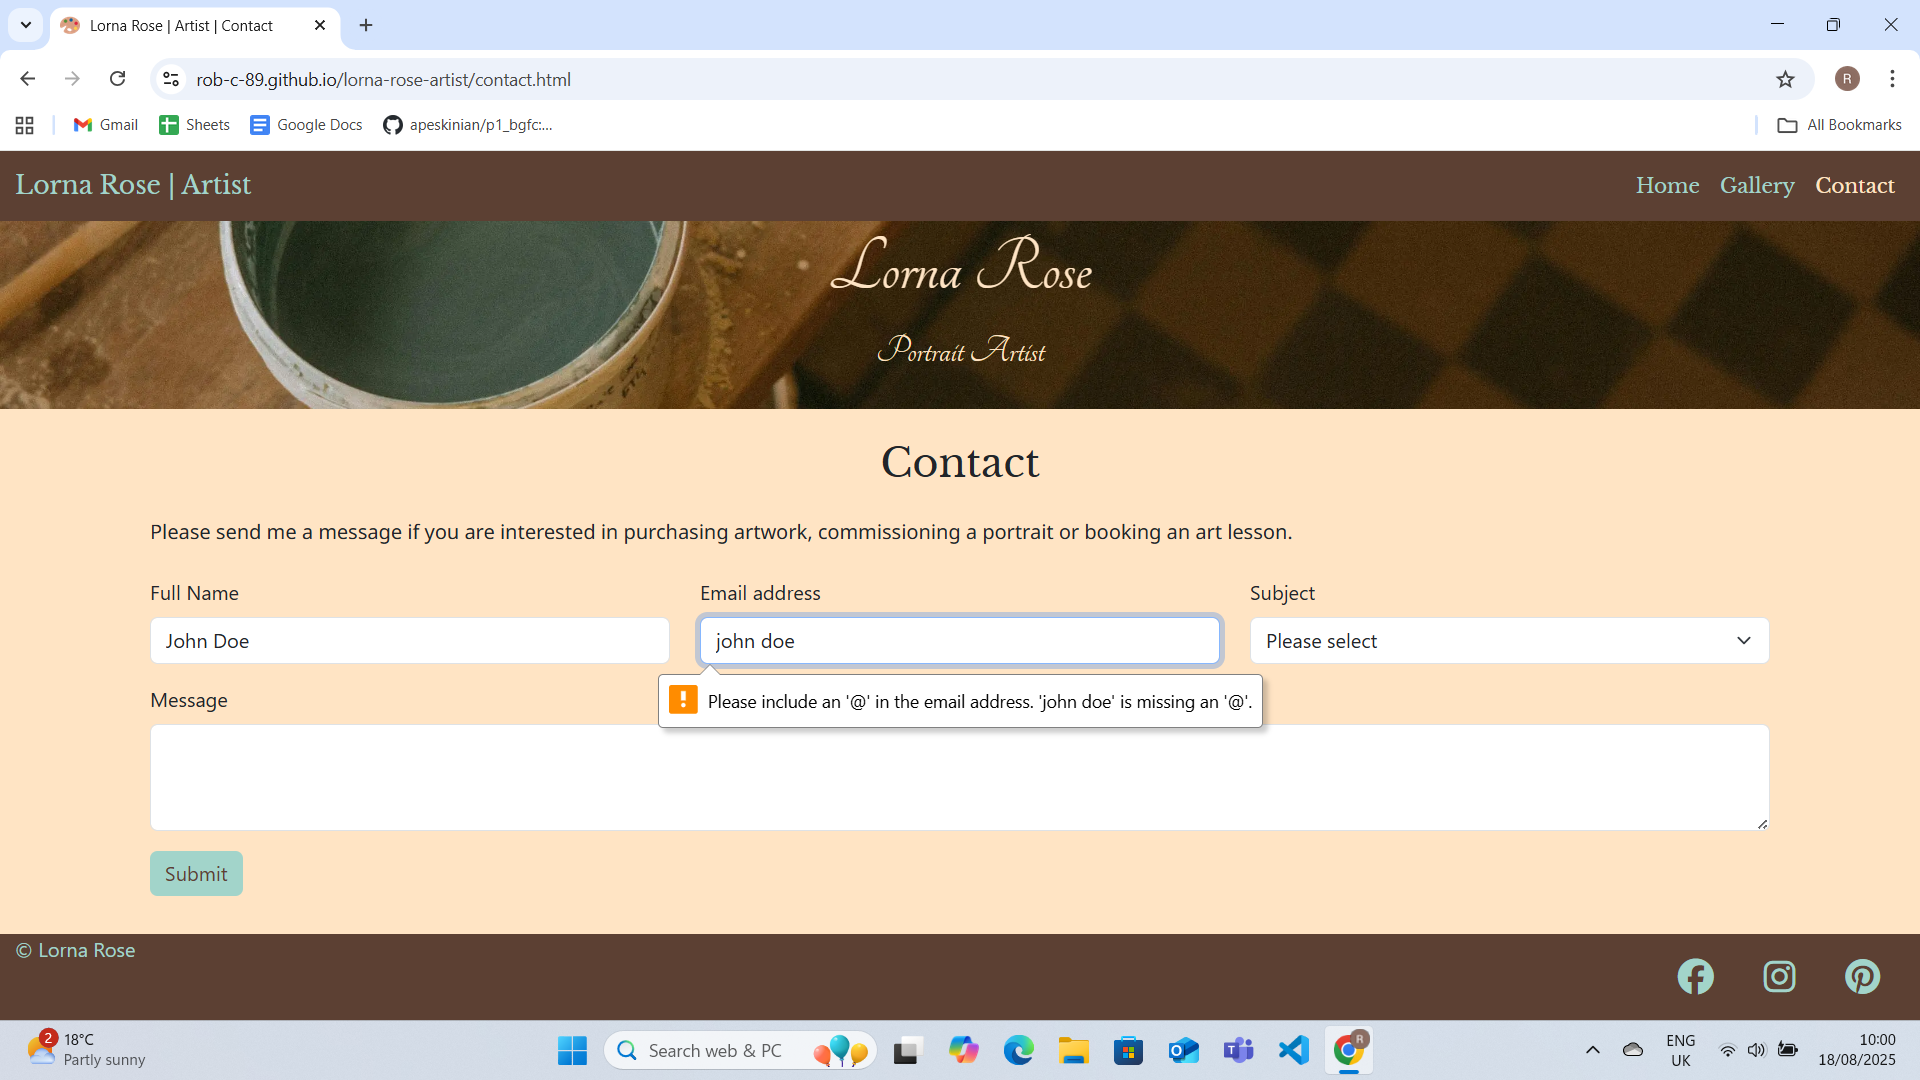 Lorna Rose | Artist | Contact
rob-c-89.github.io/lorna-rose-artist/contact.html
R
Gmail
Sheets
Google Docs
apeskinian/p1_bgfc:...
All Bookmarks
Lorna Rose | Artist
Home
Gallery
Contact
Lorna Rose
Portrait Artist
Contact
Please send me a message if you are interested in purchasing artwork, commissioning a portrait or booking an art lesson.
Full Name
Email address
Subject
John Doe
john doe
Please select
Please include an '@' in the email address. 'john doe' is missing an '@'.
Message
Submit
© Lorna Rose
2
18°C
Partly sunny
Search web & PC
R
ENG
UK
10:00
18/08/2025